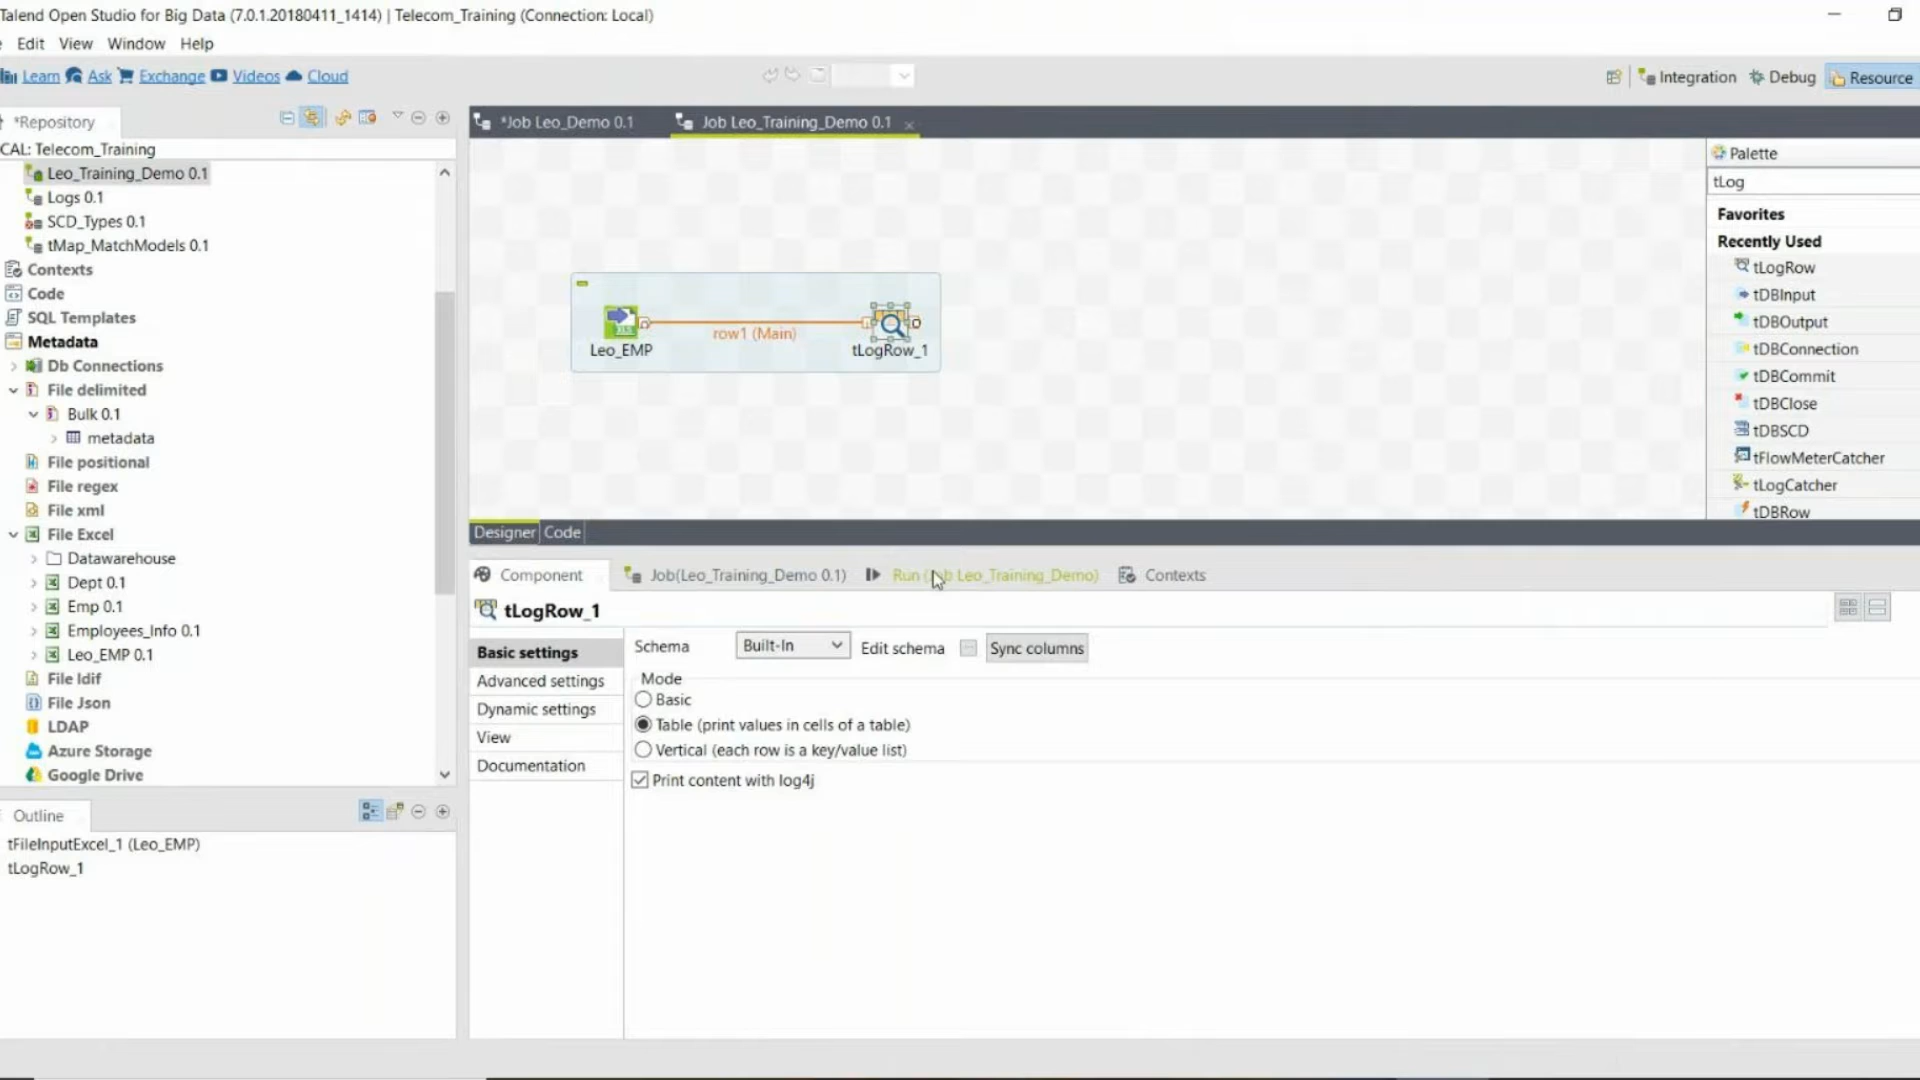 Talend Open Studio for Big Data (7.0.1.20180411_1414) | Telecom_Training (Connection: Local)
Edit View Window Help
Learn Ask Exchange Videos Cloud
Integration Debug Resource
*Repository
CAL: Telecom_Training
Leo_Training_Demo 0.1
Logs 0.1
SCD_Types 0.1
tMap_MatchModels 0.1
Contexts
Code
SQL Templates
Metadata
Db Connections
File delimited
Bulk 0.1
metadata
File positional
File regex
File xml
File Excel
Datawarehouse
Dept 0.1
Emp 0.1
Employees_Info 0.1
Leo_EMP 0.1
File ldif
File Json
LDAP
Azure Storage
Google Drive
Outline
tFileInputExcel_1 (Leo_EMP)
tLogRow_1
*Job Leo_Demo 0.1
Job Leo_Training_Demo 0.1
row1 (Main)
Leo_EMP
tLogRow_1
Designer Code
Palette
tLog
Favorites
Recently Used
tLogRow
tDBInput
tDBOutput
tDBConnection
tDBCommit
tDBClose
tDBSCD
tFlowMeterCatcher
tLogCatcher
tDBRow
Component
Job(Leo_Training_Demo 0.1)
Run (Job Leo_Training_Demo)
Contexts
tLogRow_1
Basic settings
Advanced settings
Dynamic settings
View
Documentation
Schema Built-In Edit schema Sync columns
Mode
Basic
Table (print values in cells of a table)
Vertical (each row is a key/value list)
Print content with log4j